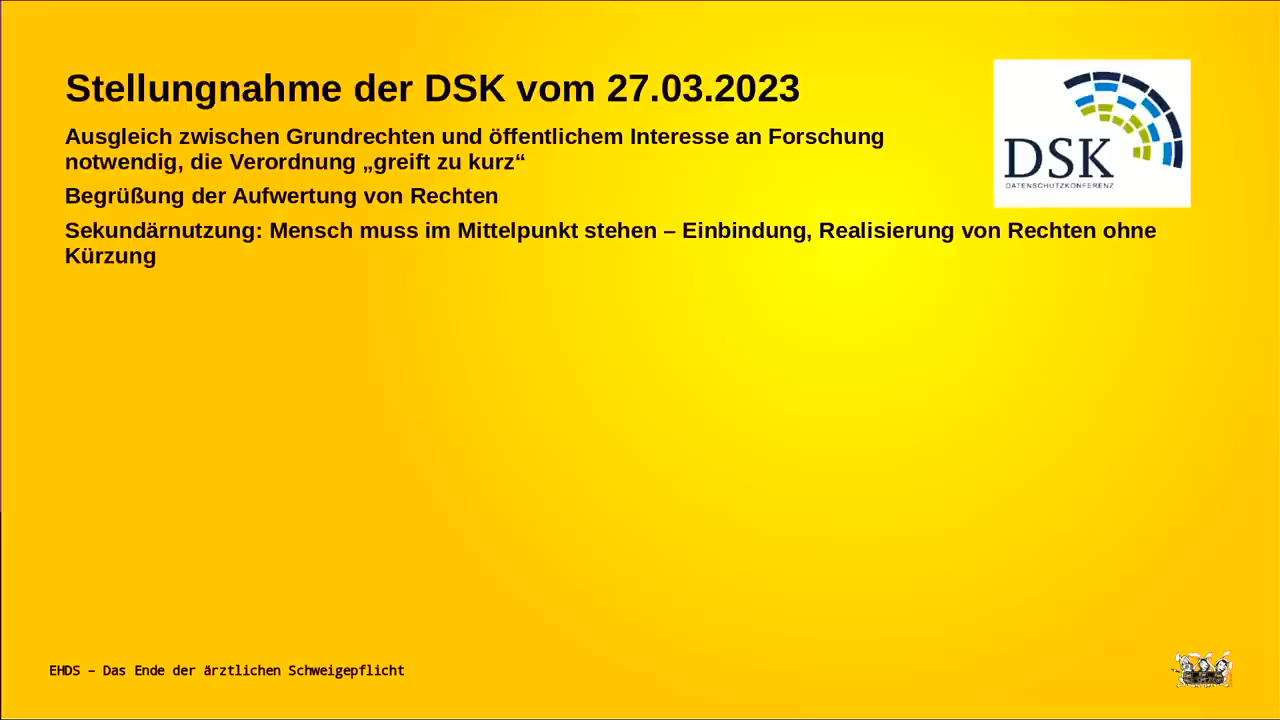 Stellungnahme der DSK vom 27.03.2023
Ausgleich zwischen Grundrechten und öffentlichem Interesse an Forschung
notwendig, die Verordnung „greift zu kurz“
Begrüßung der Aufwertung von Rechten
Sekundärnutzung: Mensch muss im Mittelpunkt stehen – Einbindung, Realisierung von Rechten ohne
Kürzung
DSK
DATENSCHUTZKONFERENZ
EHDS – Das Ende der ärztlichen Schweigepflicht